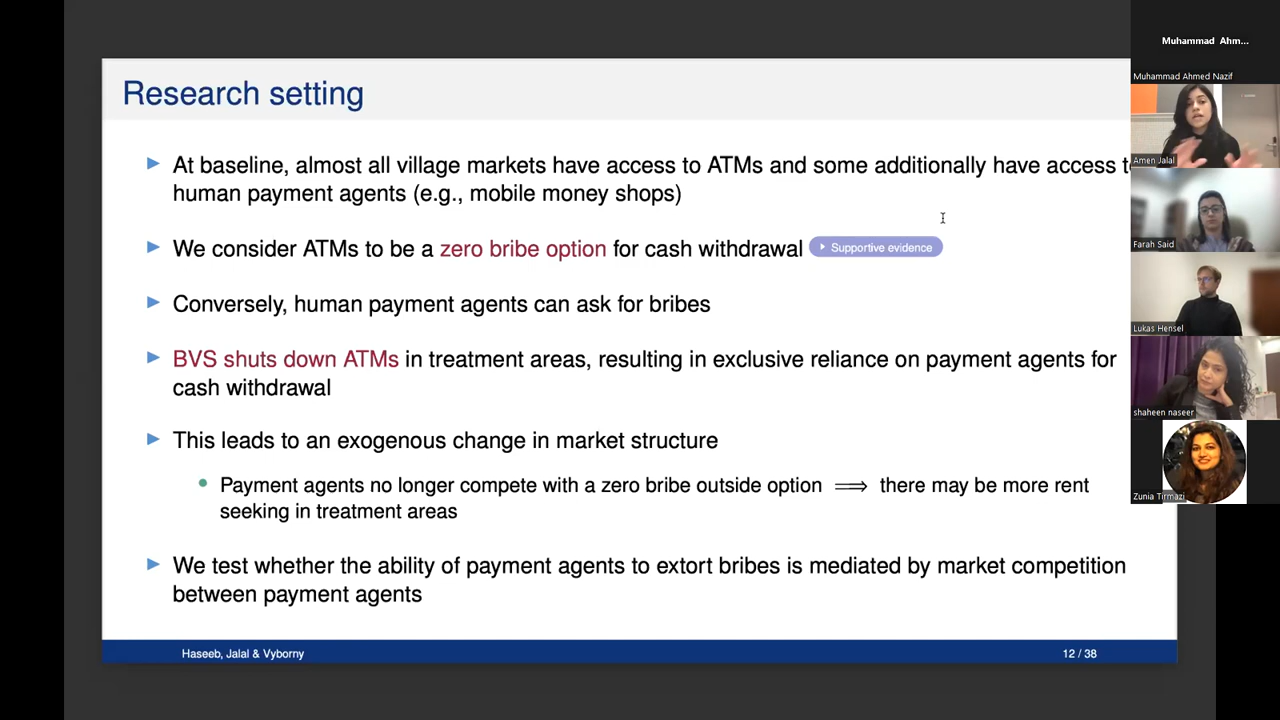 Research setting
At baseline, almost all village markets have access to ATMs and some additionally have access t
human payment agents (e.g., mobile money shops)
We consider ATMs to be a zero bribe option for cash withdrawal Supportive evidence
Conversely, human payment agents can ask for bribes
BVS shuts down ATMs in treatment areas, resulting in exclusive reliance on payment agents for
cash withdrawal
This leads to an exogenous change in market structure
Payment agents no longer compete with a zero bribe outside option ⟹ there may be more rent
seeking in treatment areas
We test whether the ability of payment agents to extort bribes is mediated by market competition
between payment agents
Haseeb, Jalal & Vyborny 12 / 38
Muhammad Ahm...
Muhammad Ahmed Nazif
Amen Jalal
Farah Said
Lukas Hensel
shaheen naseer
Zunia Tirmazi